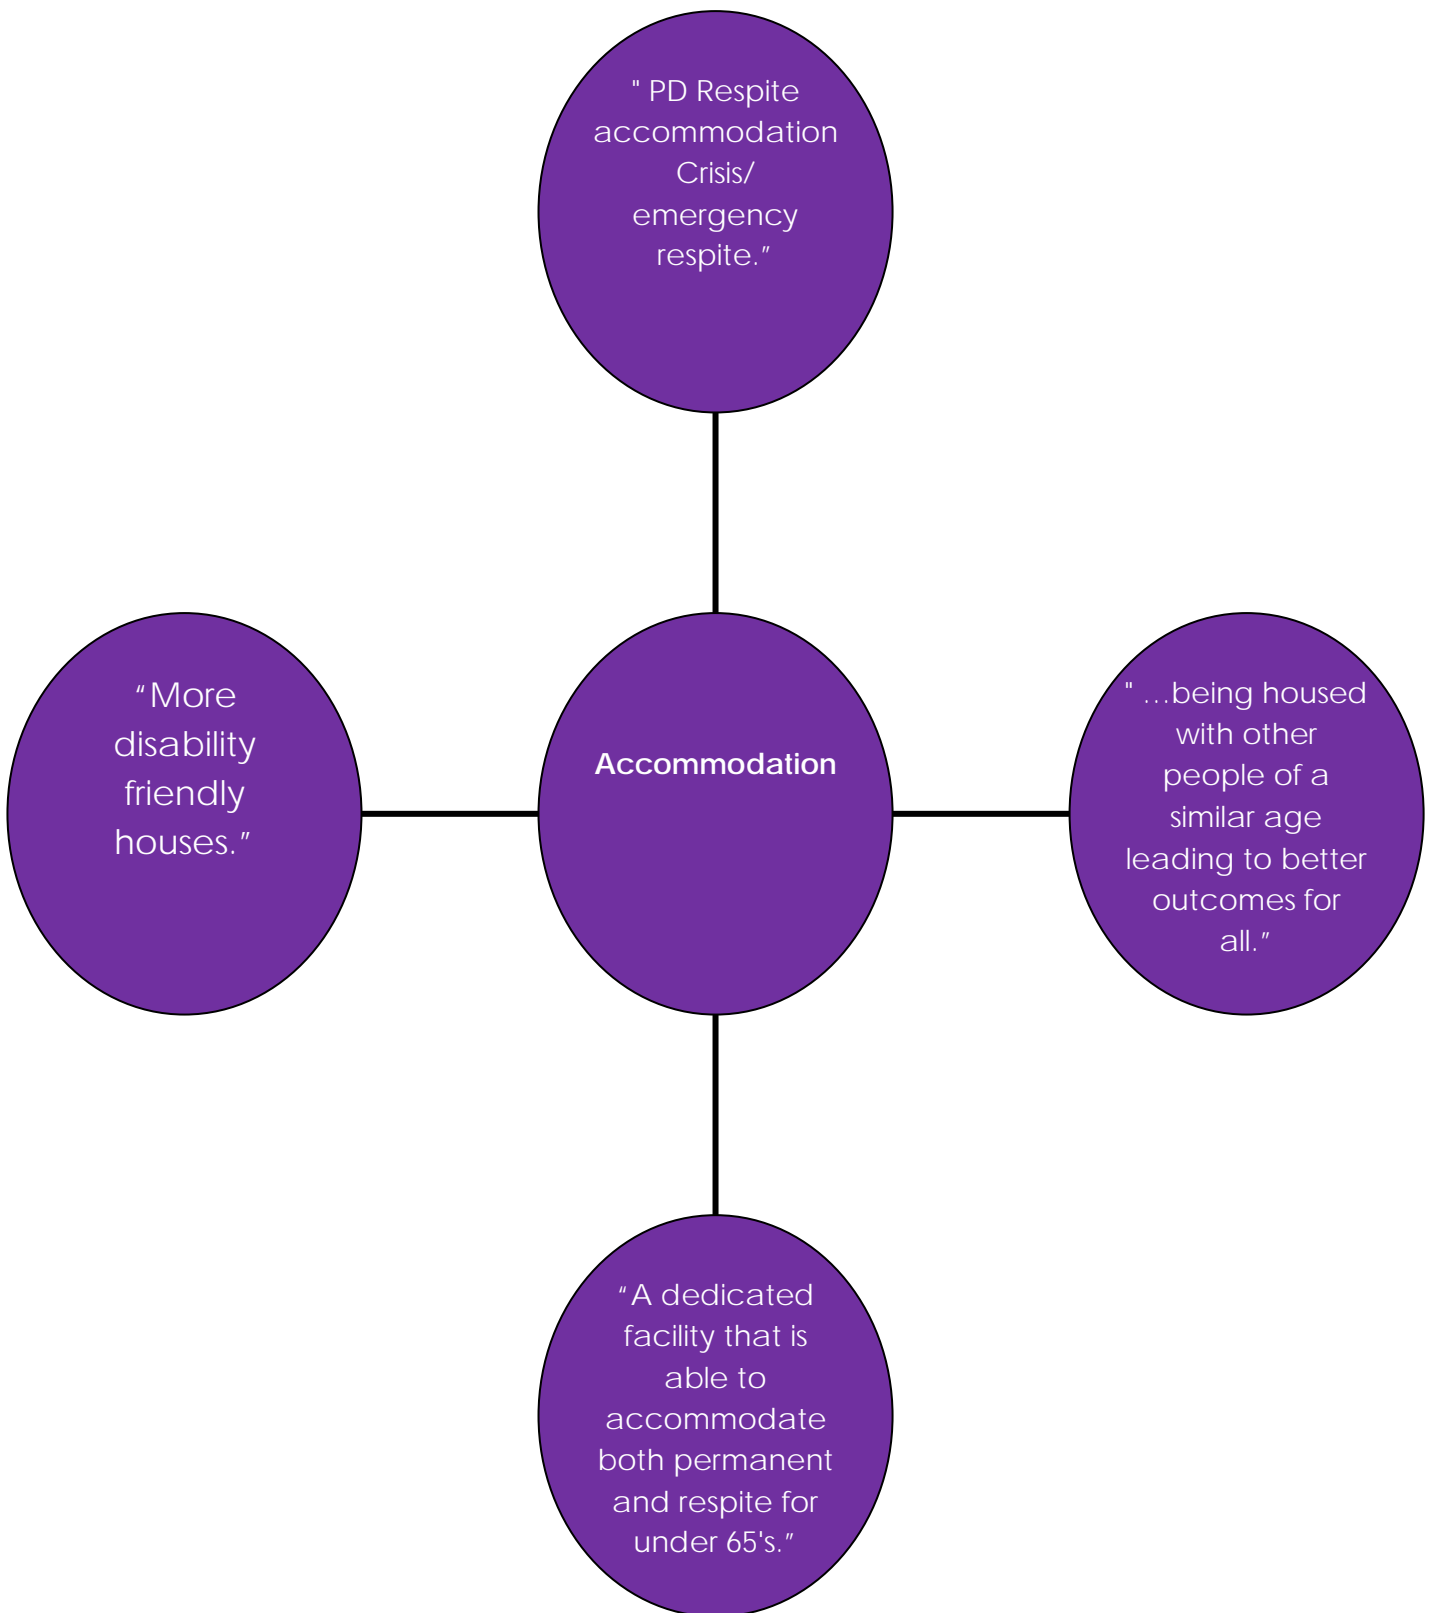 " PD Respite
accommodation
Crisis/
emergency
respite.”
“More
disability
friendly
houses.”
Accommodation
" …being housed
with other
people of a
similar age
leading to better
outcomes for
all.”
“A dedicated
facility that is
able to
accommodate
both permanent
and respite for
under 65's.”